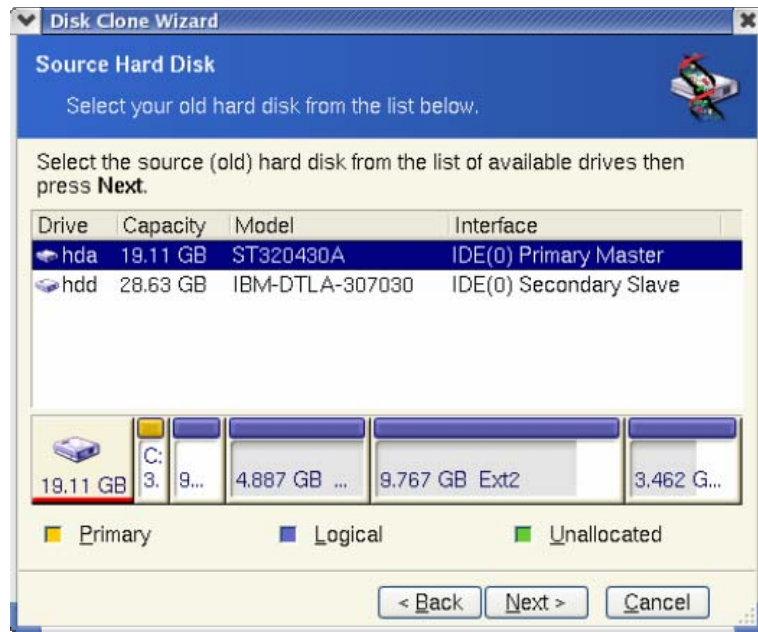 Disk Clone Wizard
Source Hard Disk
Select your old hard disk from the list below.
Select the source (old) hard disk from the list of available drives then
press Next.
Drive Capacity Model Interface
hda 19.11 GB ST320430A IDE(0) Primary Master
hdd 28.63 GB IBM-DTLA-307030 IDE(0) Secondary Slave
C:
19.11 GB 3. 9... 4.887 GB ... 9.767 GB Ext2 3.462 G...
Primary Logical Unallocated
< Back Next > Cancel